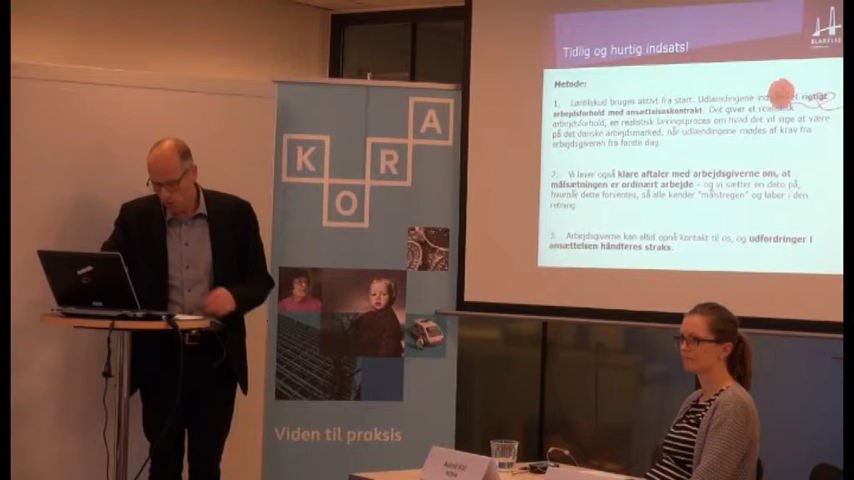 SLAGELSE
Tidlig og hurtig indsats!
Metode:
1. Løntilskud bruges aktivt fra start: Udlændingene indgår et rigtigt
arbejdsforhold med ansættelseskontrakt. Det giver et realistisk
arbejdsforhold, en realistisk læringsproces om hvad det vil sige at være
på det danske arbejdsmarked, når udlændingene mødes af krav fra
arbejdsgiveren fra første dag.
2. Vi laver også klare aftaler med arbejdsgiverne om, at
målsætningen er ordinært arbejde – og vi sætter en dato på,
hvornår dette forventes, så alle kender "målstregen" og løber i den
retning.
3. Arbejdsgiverne kan altid opnå kontakt til os, og udfordringer i
ansættelsen håndteres straks.
KORA
Viden til praksis
KORA